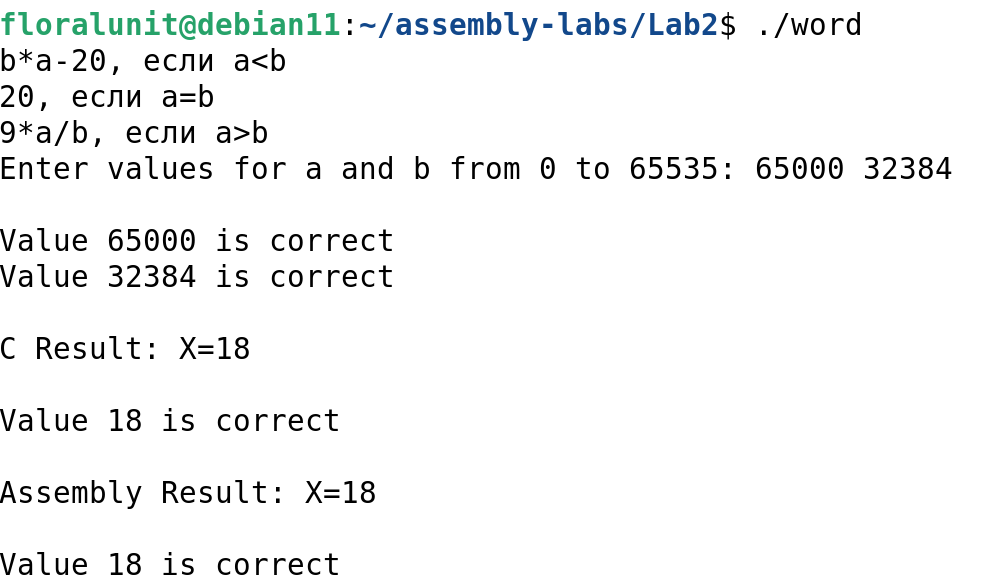 floralunit@debian11:~/assembly-labs/Lab2$ ./word
b*a-20, если a<b
20, если a=b
9*a/b, если a>b
Enter values for a and b from 0 to 65535: 65000 32384
Value 65000 is correct
Value 32384 is correct
C Result: X=18
Value 18 is correct
Assembly Result: X=18
Value 18 is correct